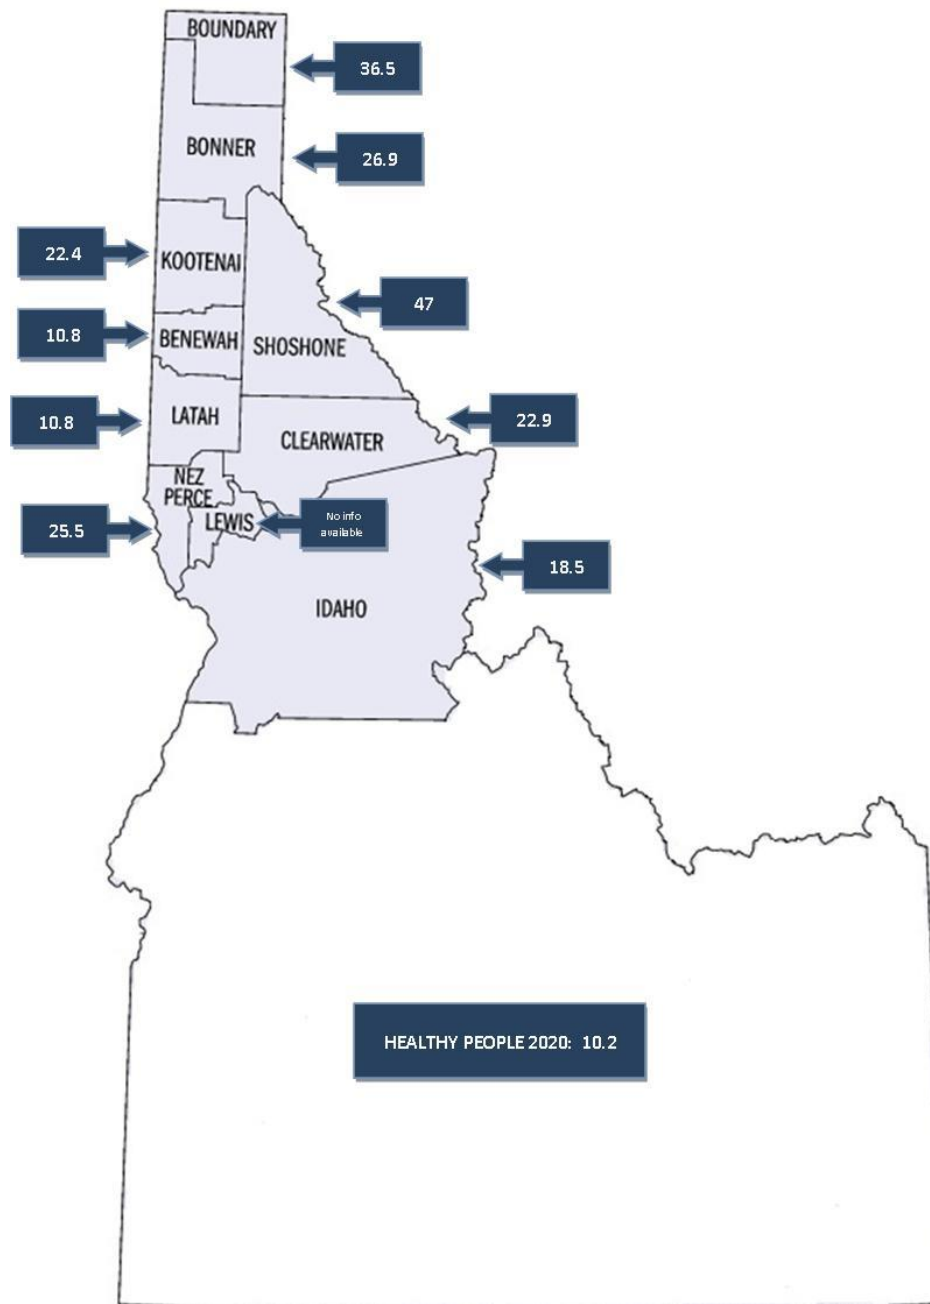 BOUNDARY
36.5
BONNER
26.9
22.4
KOOTENAI
47
10.8
BENEWAH
SHOSHONE
10.8
LATAH
22.9
CLEARWATER
NEZ
PERCE
25.5
LEWIS
No info
available
18.5
IDAHO
HEALTHY PEOPLE 2020: 10.2